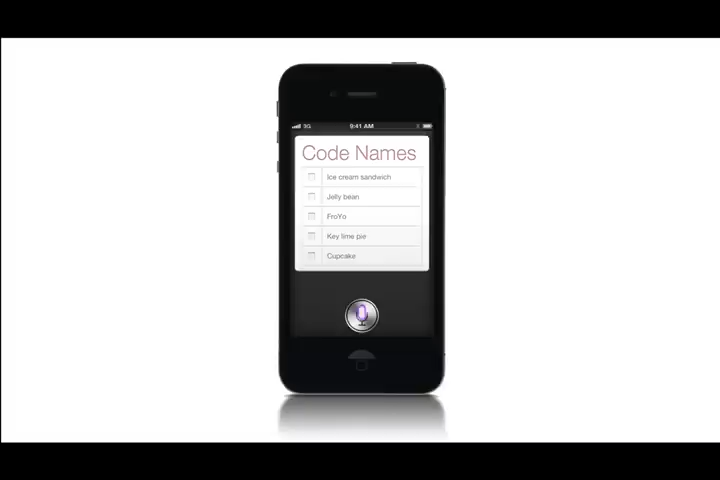 3G 9:41 AM
Code Names
Ice cream sandwich
Jelly bean
FroYo
Key lime pie
Cupcake